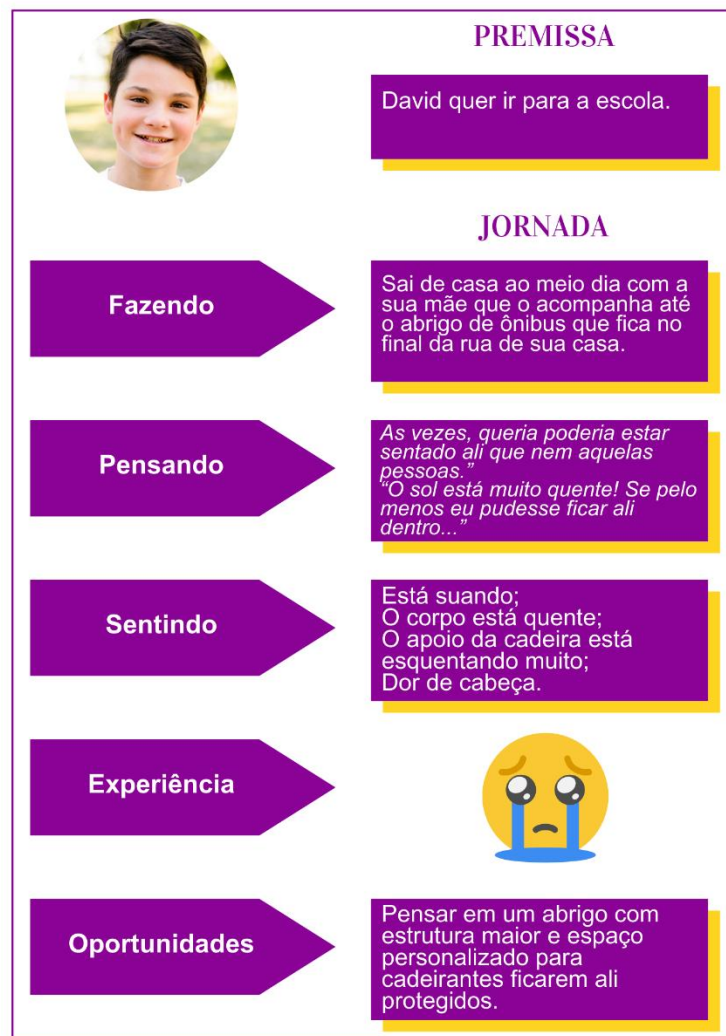 PREMISSA
David quer ir para a escola.
JORNADA
Fazendo
Sai de casa ao meio dia com a
sua mãe que o acompanha até
o abrigo de ônibus que fica no
final da rua de sua casa.
Pensando
As vezes, queria poderia estar
sentado ali que nem aquelas
pessoas.”
“O sol está muito quente! Se pelo
menos eu pudesse ficar ali
dentro...”
Sentindo
Está suando;
O corpo está quente;
O apoio da cadeira está
esquentando muito;
Dor de cabeça.
Experiência
Oportunidades
Pensar em um abrigo com
estrutura maior e espaço
personalizado para
cadeirantes ficarem ali
protegidos.